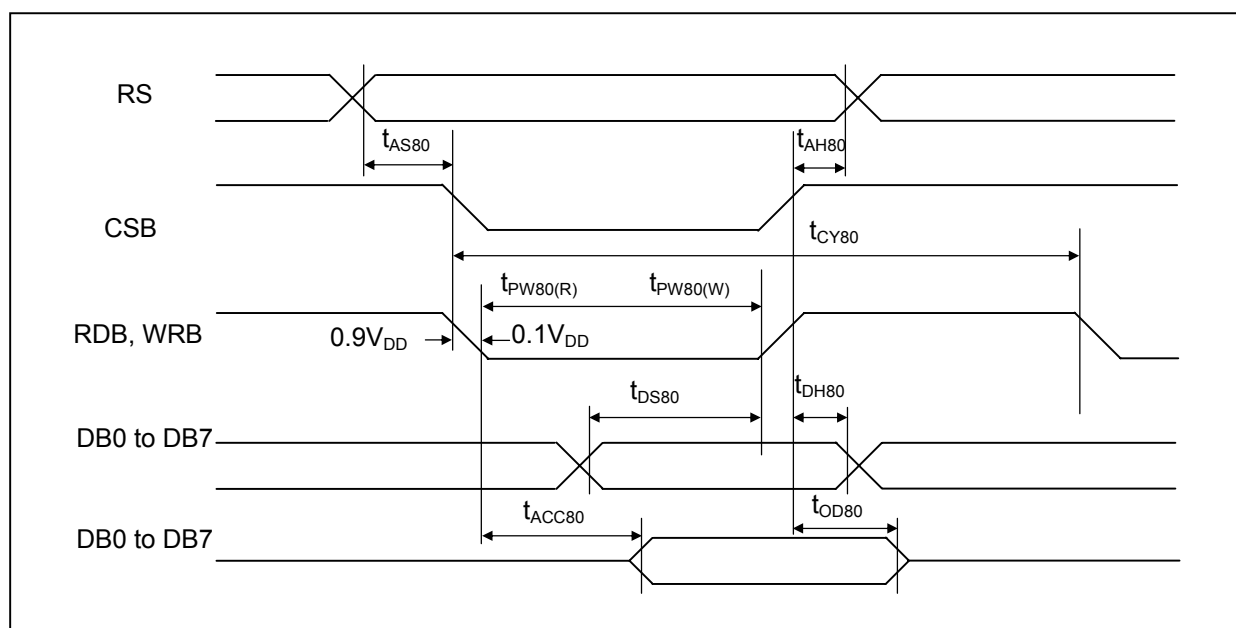 RS
tAS80
tAH80
CSB
tCY80
tPW80(R)
tPW80(W)
RDB, WRB
0.9VDD
0.1VDD
tDS80
tDH80
DB0 to DB7
tACC80
tOD80
DB0 to DB7